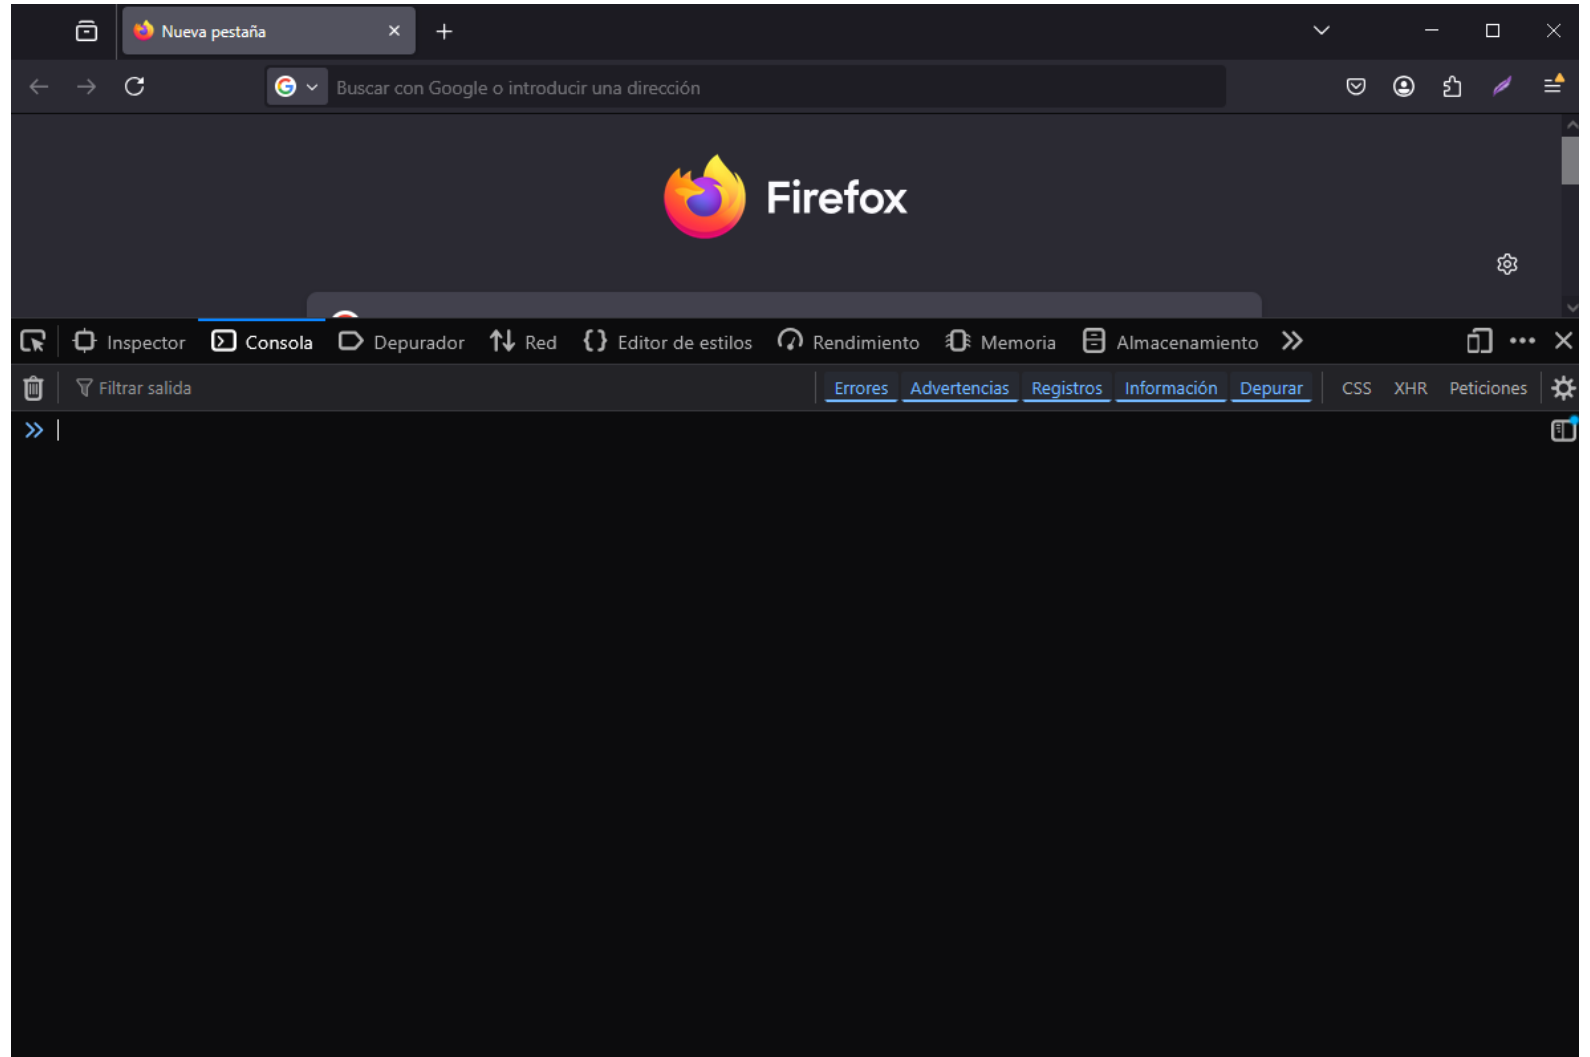 Nueva pestaña
Buscar con Google o introducir una dirección
Firefox
Inspector Consola Depurador Red Editor de estilos Rendimiento Memoria Almacenamiento
Filtrar salida Errores Advertencias Registros Información Depurar CSS XHR Peticiones